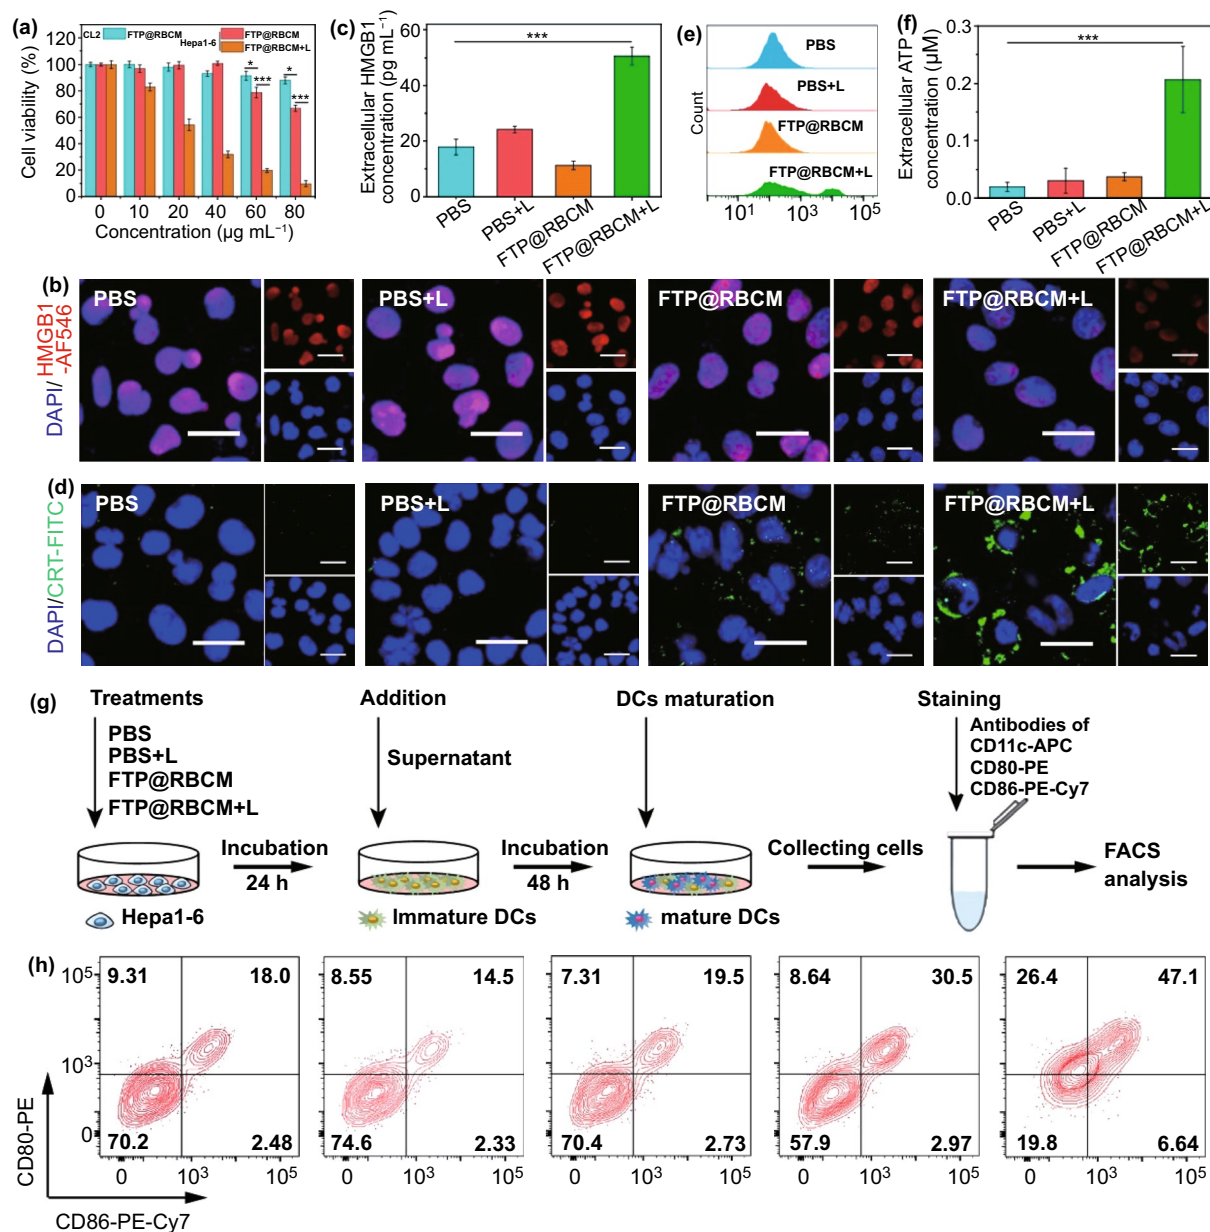 (a)
CL2 FTP@RBCM
Hepa1-6 FTP@RBCM
FTP@RBCM+L
Cell viability (%)
120
100
80
60
40
20
0
* *** * ***
0 10 20 40 60 80
Concentration (µg mL⁻¹)
(c)
Extracellular HMGB1
concentration (pg mL⁻¹)
60
40
20
0
***
PBS
PBS+L
FTP@RBCM
FTP@RBCM+L
(e)
Count
PBS
PBS+L
FTP@RBCM
FTP@RBCM+L
10¹ 10² 10³ 10⁵
(f)
Extracellular ATP
concentration (µM)
0.3
0.2
0.1
0.0
***
PBS
PBS+L
FTP@RBCM
FTP@RBCM+L
(b)
DAPI/HMGB1
-AF546
PBS
PBS+L
FTP@RBCM
FTP@RBCM+L
(d)
DAPI/CRT-FITC
PBS
PBS+L
FTP@RBCM
FTP@RBCM+L
(g)
Treatments
PBS
PBS+L
FTP@RBCM
FTP@RBCM+L
Hepa1-6
Incubation
24 h
Addition
Supernatant
Immature DCs
Incubation
48 h
DCs maturation
mature DCs
Collecting cells
Staining
Antibodies of
CD11c-APC
CD80-PE
CD86-PE-Cy7
FACS
analysis
(h)
CD80-PE
10⁵
10³
0
9.31 18.0
70.2 2.48
0 10³ 10⁵
8.55 14.5
74.6 2.33
0 10³ 10⁵
7.31 19.5
70.4 2.73
0 10³ 10⁵
8.64 30.5
57.9 2.97
0 10³ 10⁵
26.4 47.1
19.8 6.64
0 10³ 10⁵
CD86-PE-Cy7